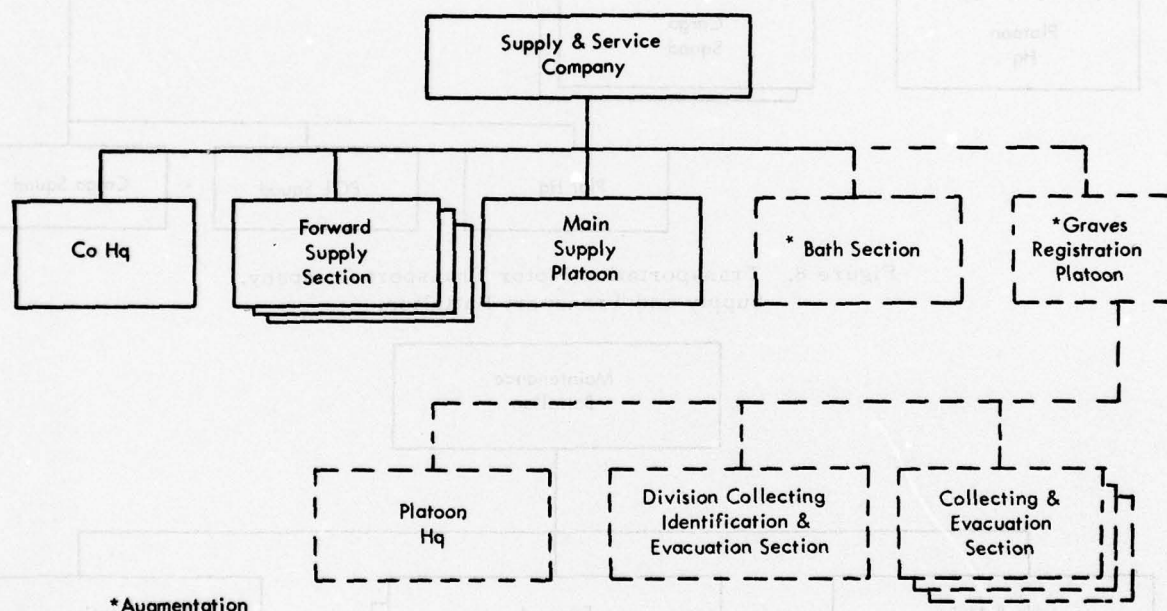 Supply & Service
Company
Co Hq
Forward
Supply
Section
Main
Supply
Platoon
* Bath Section
*Graves
Registration
Platoon
Platoon
Hq
Division Collecting
Identification &
Evacuation Section
Collecting &
Evacuation
Section
*Augmentation